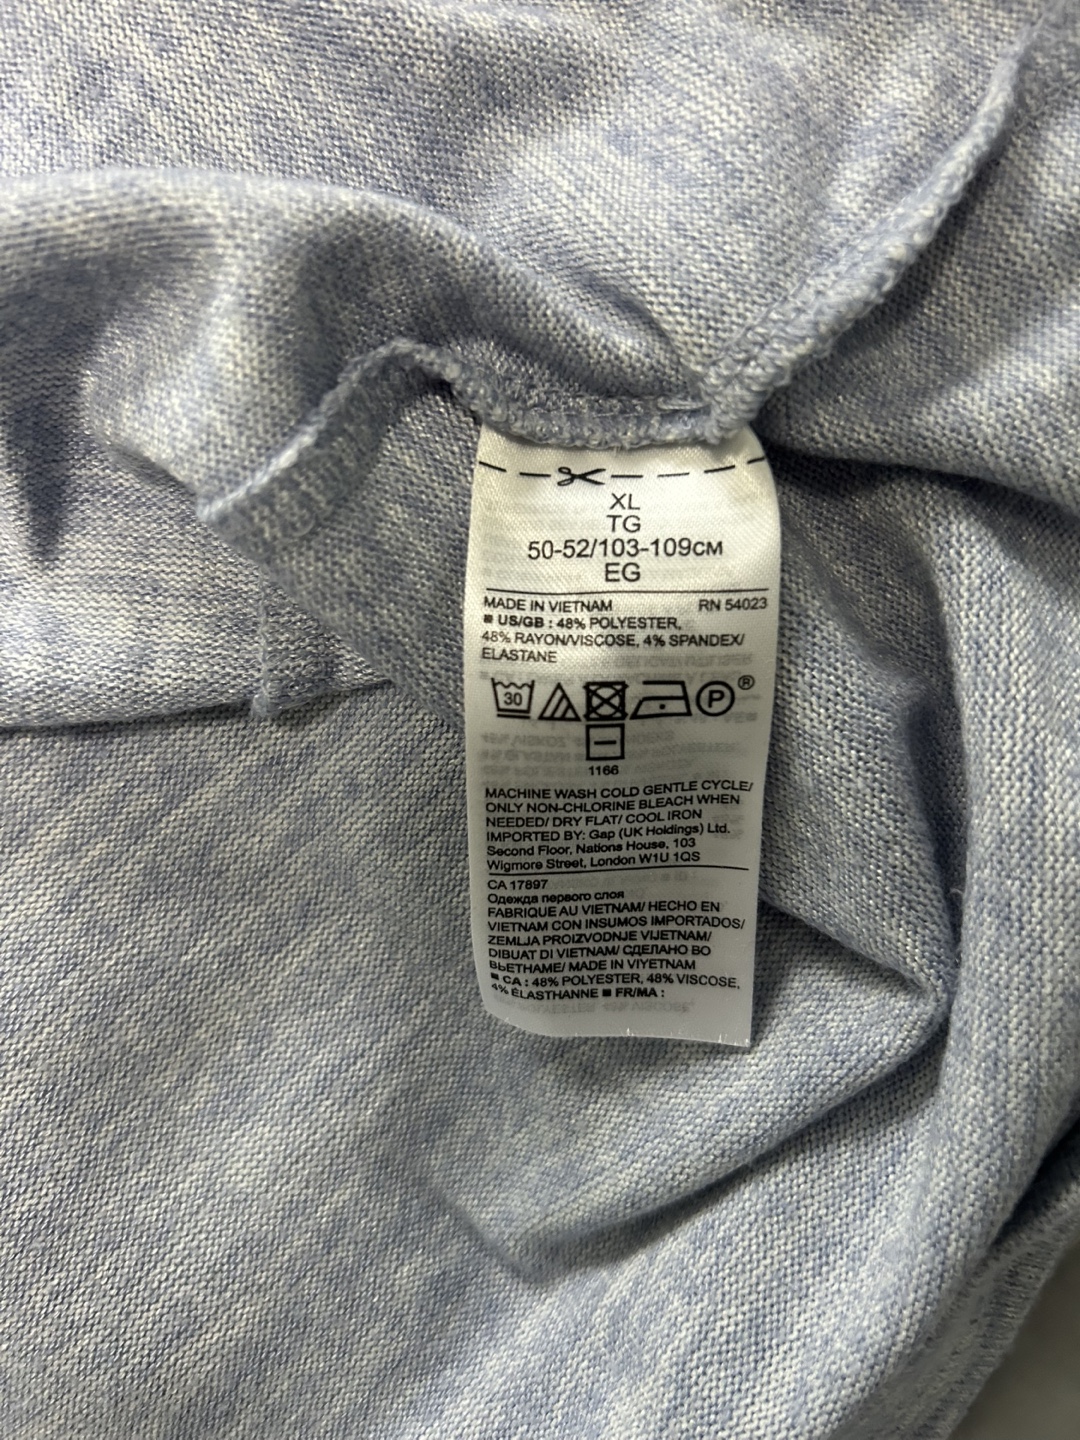 XL
TG
50-52/103-109CM
EG
MADE IN VIETNAM RN 54023
■ US/GB : 48% POLYESTER,
48% RAYON/VISCOSE, 4% SPANDEX/
ELASTANE
30 P ®
1166
MACHINE WASH COLD GENTLE CYCLE/
ONLY NON-CHLORINE BLEACH WHEN
NEEDED/ DRY FLAT/ COOL IRON
IMPORTED BY: Gap (UK Holdings) Ltd.
Second Floor, Nations House, 103
Wigmore Street, London W1U 1QS
CA 17897
Одежда первого слоя
FABRIQUE AU VIETNAM/ HECHO EN
VIETNAM CON INSUMOS IMPORTADOS/
ZEMLJA PROIZVODNJE VIJETNAM/
DIBUAT DI VIETNAM/ СДЕЛАНО ВО
ВЬЕТНАМЕ/ MADE IN VIYETNAM
■ CA : 48% POLYESTER, 48% VISCOSE,
4% ÉLASTHANNE ■ FR/MA :